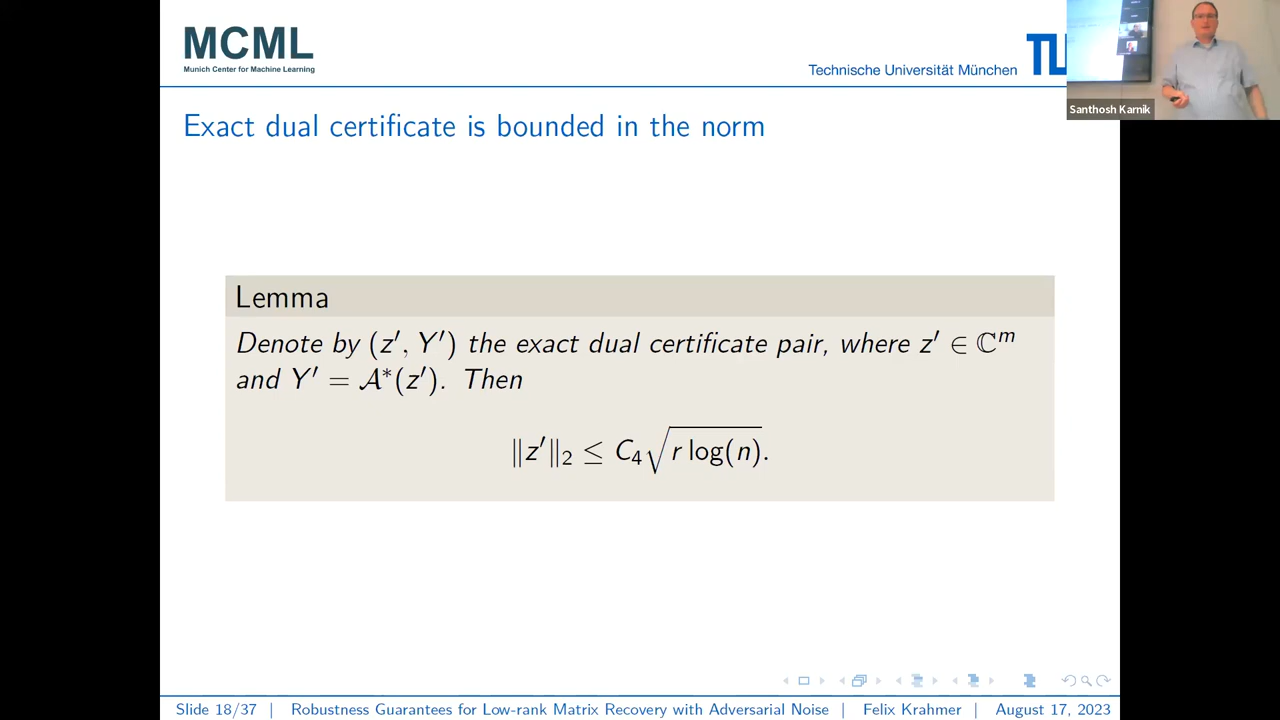 MCML
Munich Center for Machine Learning
Technische Universität München
Santhosh Karnik
Exact dual certificate is bounded in the norm
Lemma
Denote by (z′, Y′) the exact dual certificate pair, where z′ ∈ ℂᵐ
and Y′ = 𝒜*(z′). Then
‖z′‖₂ ≤ C₄√(r log(n)).
Slide 18/37 | Robustness Guarantees for Low-rank Matrix Recovery with Adversarial Noise | Felix Krahmer | August 17, 2023